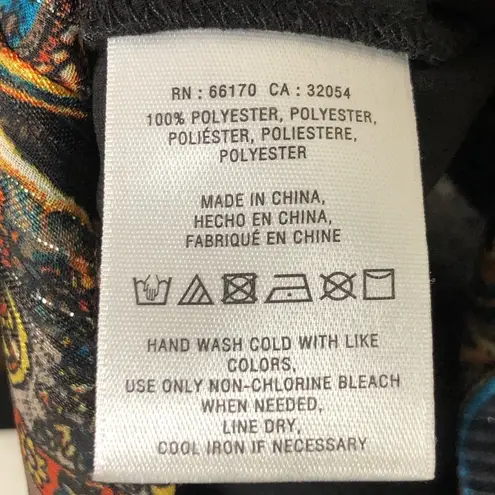 RN : 66170 CA : 32054
100% POLYESTER, POLYESTER,
POLIÉSTER, POLIESTERE,
POLYESTER
MADE IN CHINA,
HECHO EN CHINA,
FABRIQUÉ EN CHINE
HAND WASH COLD WITH LIKE
COLORS,
USE ONLY NON-CHLORINE BLEACH
WHEN NEEDED,
LINE DRY,
COOL IRON IF NECESSARY